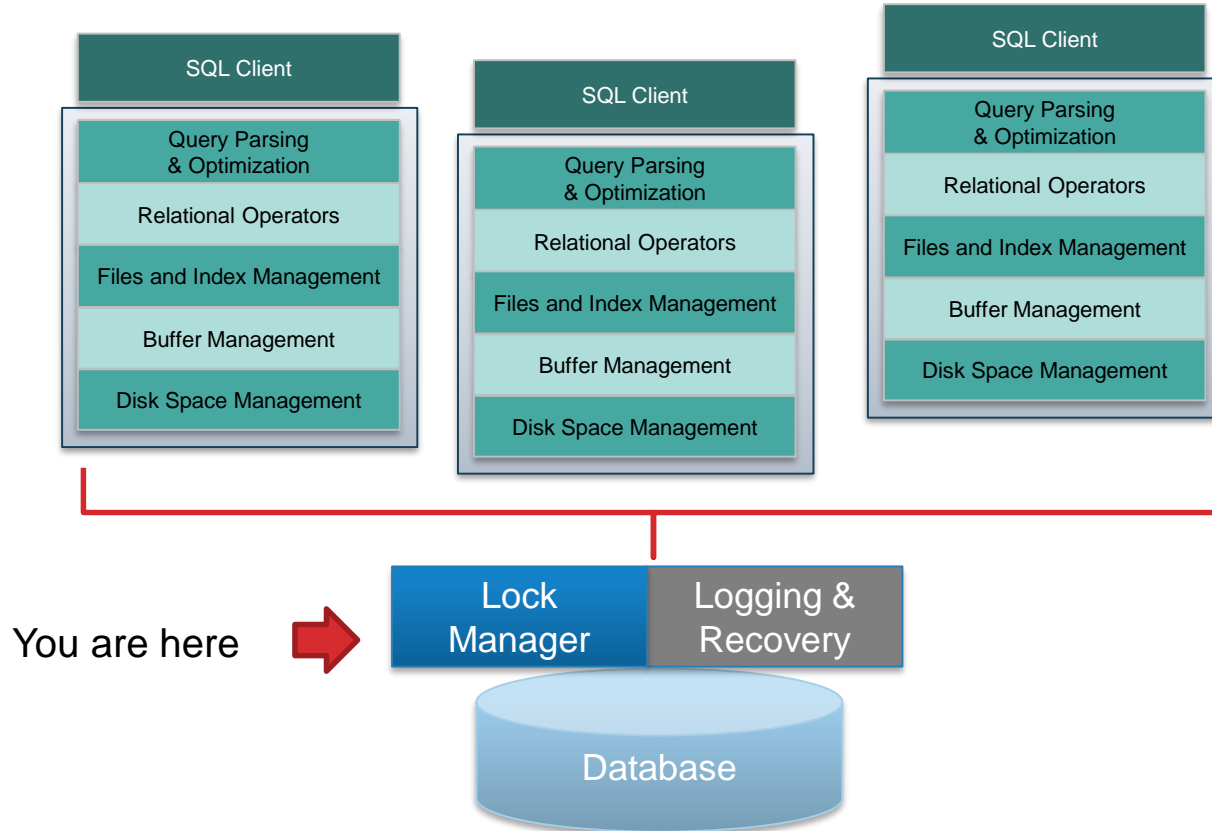 SQL Client
Query Parsing
& Optimization
Relational Operators
Files and Index Management
Buffer Management
Disk Space Management
SQL Client
Query Parsing
& Optimization
Relational Operators
Files and Index Management
Buffer Management
Disk Space Management
SQL Client
Query Parsing
& Optimization
Relational Operators
Files and Index Management
Buffer Management
Disk Space Management
You are here
Lock
Manager
Logging &
Recovery
Database